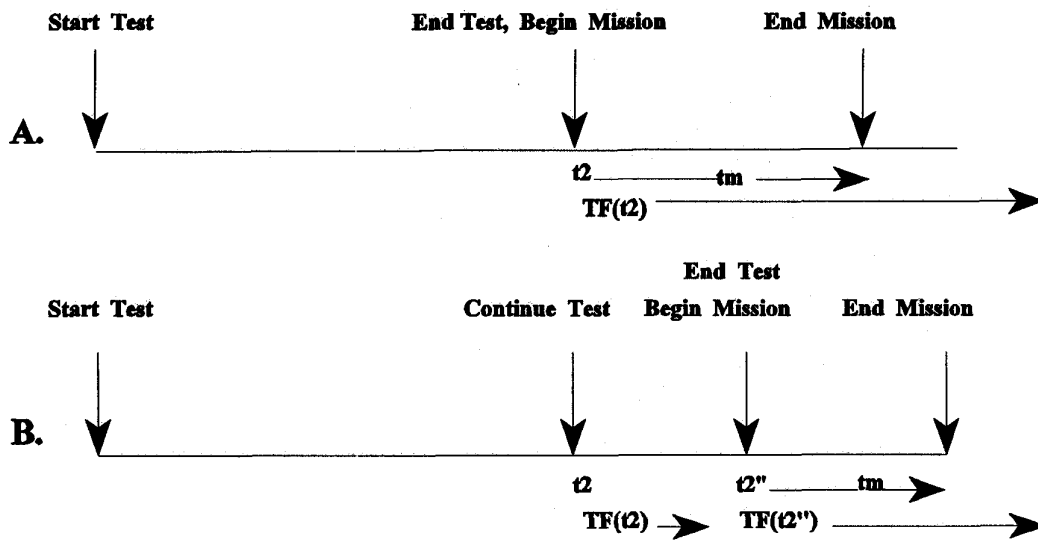 Start Test End Test, Begin Mission End Mission
A.
t2 tm
TF(t2)
End Test
Start Test Continue Test Begin Mission End Mission
B.
t2 t2" tm
TF(t2) TF(t2")